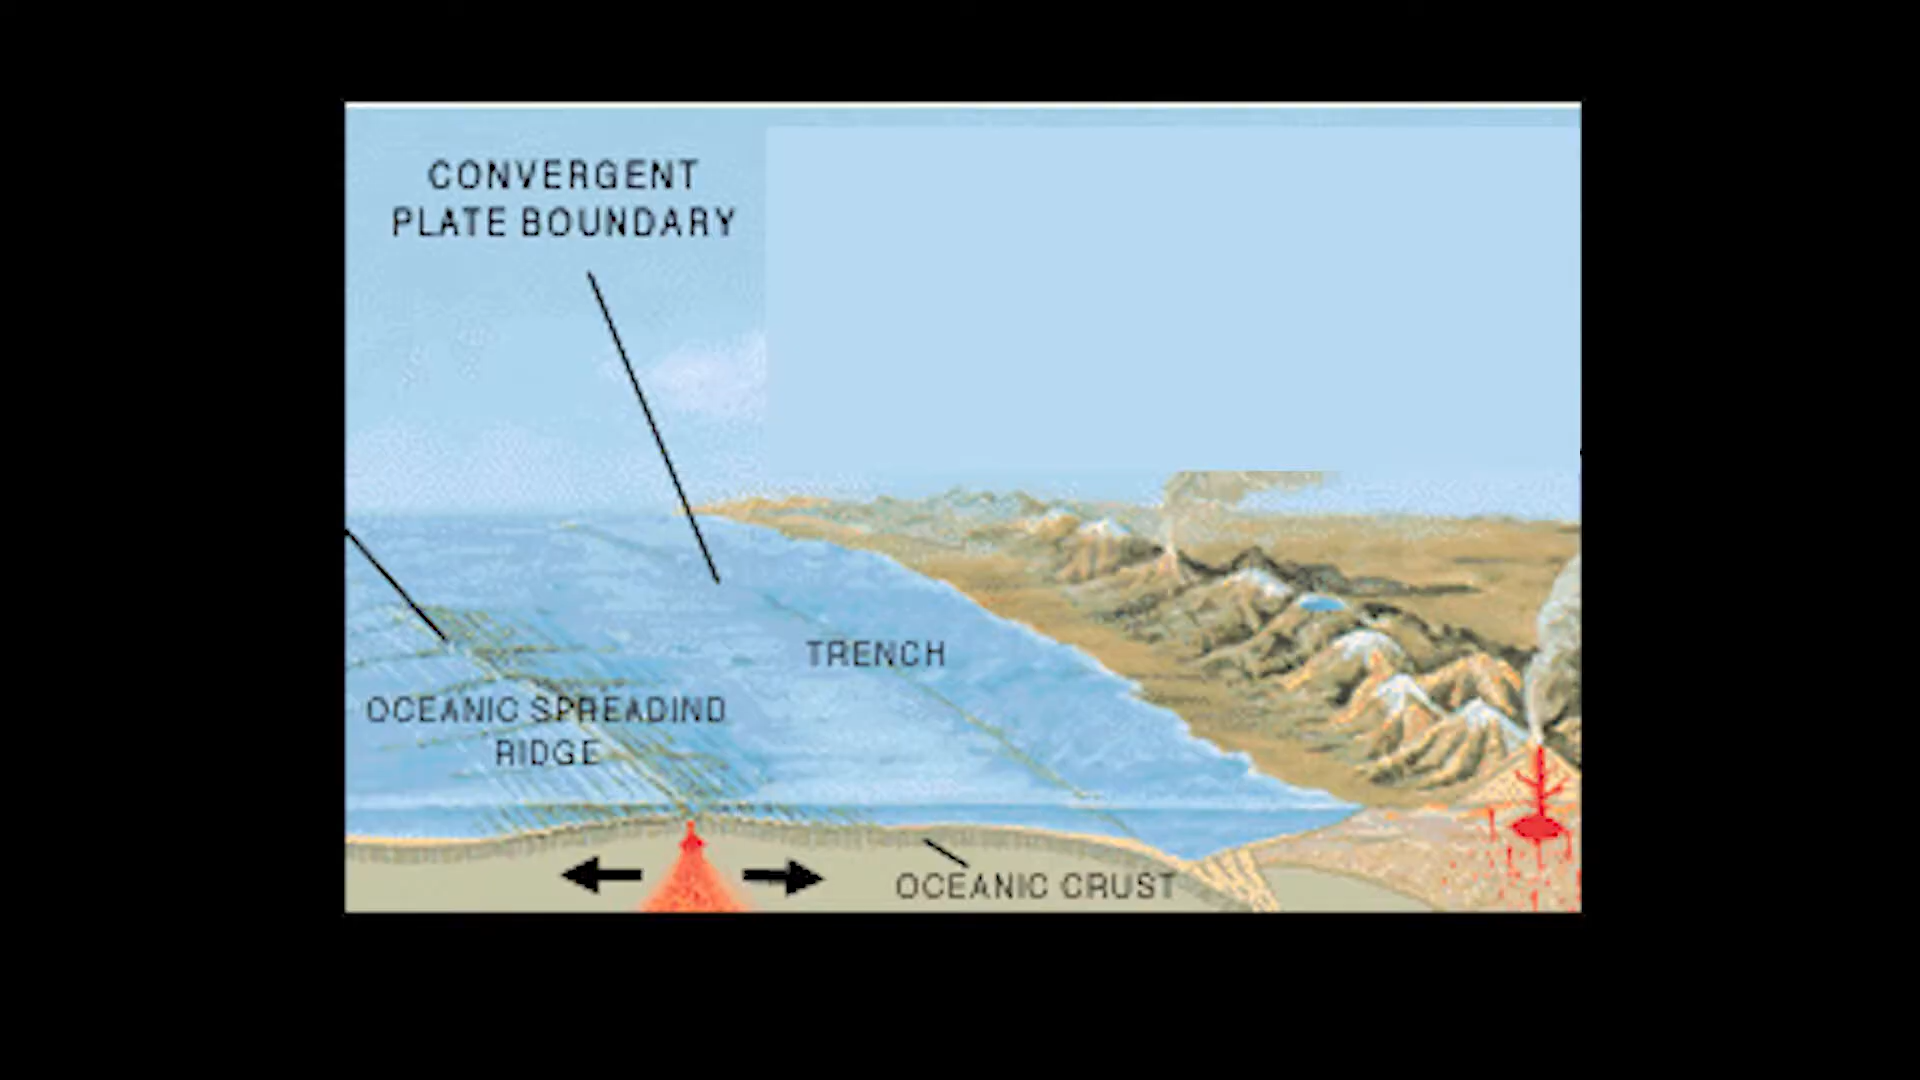 CONVERGENT
PLATE BOUNDARY
TRENCH
OCEANIC SPREADIND
RIDGE
OCEANIC CRUST